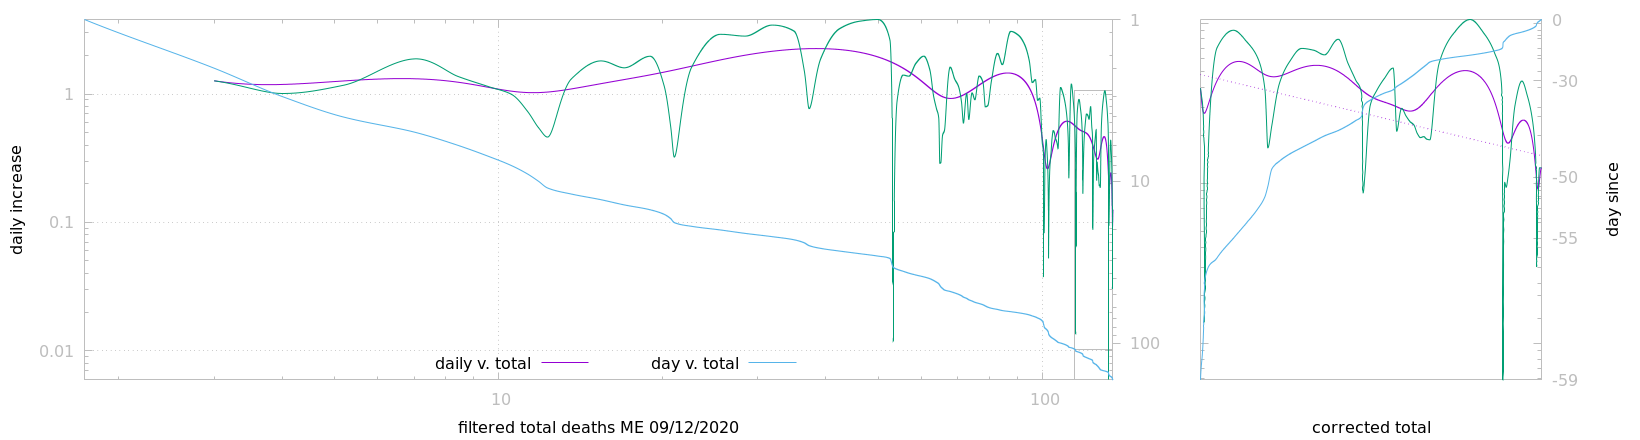 daily increase
1
0.1
0.01
10
100
filtered total deaths ME 09/12/2020
daily v. total
day v. total
1
10
100
0
-30
-50
-55
-59
day since
corrected total